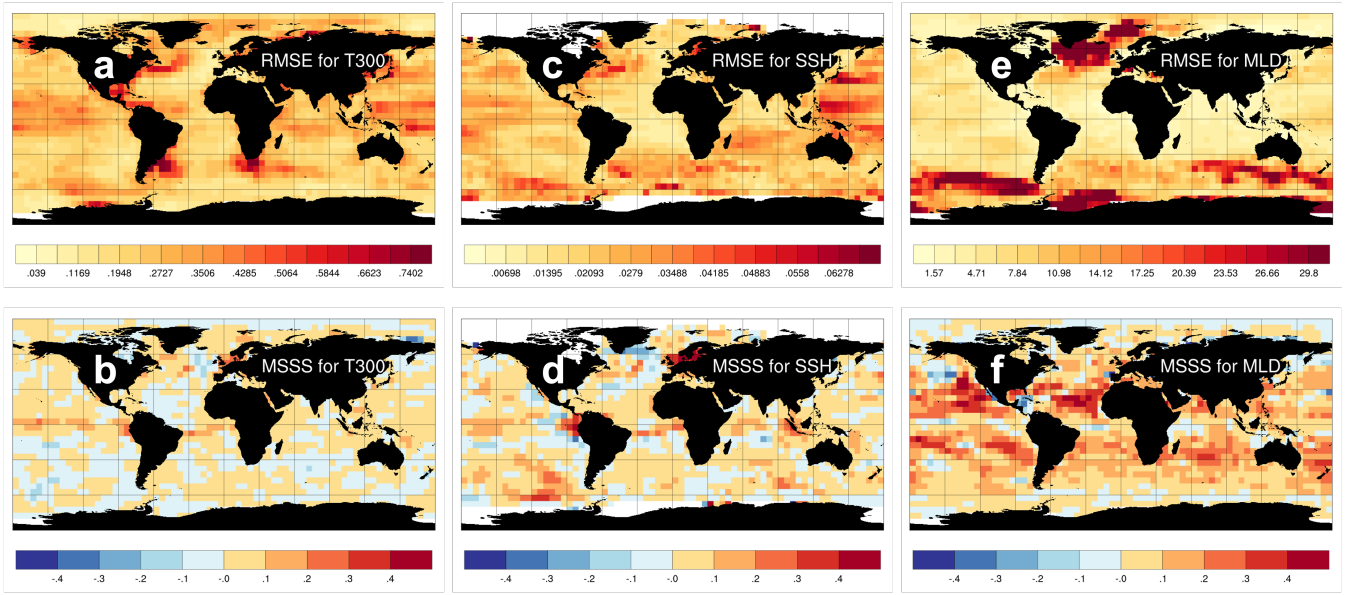 a
RMSE for T300
c
RMSE for SSH
e
RMSE for MLD
.039 .1169 .1948 .2727 .3506 .4285 .5064 .5844 .6623 .7402
.00698 .01395 .02093 .0279 .03488 .04185 .04883 .0558 .06278
1.57 4.71 7.84 10.98 14.12 17.25 20.39 23.53 26.66 29.8
b
MSSS for T300
d
MSSS for SSH
f
MSSS for MLD
-.4 -.3 -.2 -.1 -.0 .1 .2 .3 .4
-.4 -.3 -.2 -.1 -.0 .1 .2 .3 .4
-.4 -.3 -.2 -.1 -.0 .1 .2 .3 .4